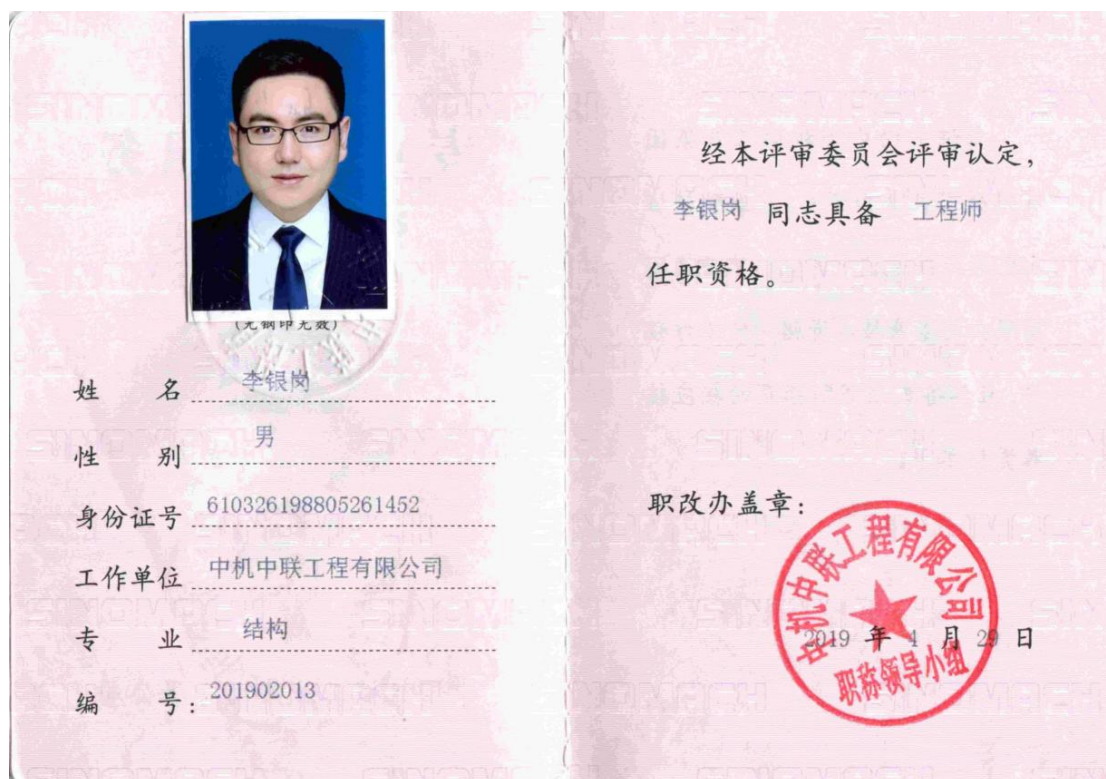 (无钢印无效)
姓 名 李银岗
性 别 男
身份证号 610326198805261452
工作单位 中机中联工程有限公司
专 业 结构
编 号: 201902013
经本评审委员会评审认定,
李银岗 同志具备 工程师
任职资格。
职改办盖章:
中机中联工程有限公司
2019 年 4 月 29 日
职称领导小组